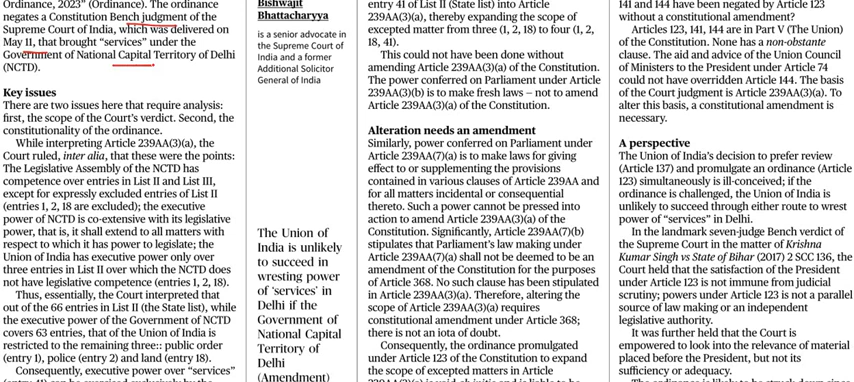 Ordinance, 2023” (Ordinance). The ordinance
negates a Constitution Bench judgment of the
Supreme Court of India, which was delivered on
May 11, that brought “services” under the
Government of National Capital Territory of Delhi
(NCTD).
Key issues
There are two issues here that require analysis:
first, the scope of the Court's verdict. Second, the
constitutionality of the ordinance.
While interpreting Article 239AA(3)(a), the
Court ruled, inter alia, that these were the points:
The Legislative Assembly of the NCTD has
competence over entries in List II and List III,
except for expressly excluded entries of List II
(entries 1, 2, 18 are excluded); the executive
power of NCTD is co-extensive with its legislative
power, that is, it shall extend to all matters with
respect to which it has power to legislate; the
Union of India has executive power only over
three entries in List II over which the NCTD does
not have legislative competence (entries 1, 2, 18).
Thus, essentially, the Court interpreted that
out of the 66 entries in List II (the State list), while
the executive power of the Government of NCTD
covers 63 entries, that of the Union of India is
restricted to the remaining three:: public order
(entry 1), police (entry 2) and land (entry 18).
Consequently, executive power over “services”
Bishwajit
Bhattacharyya
is a senior advocate in
the Supreme Court of
India and a former
Additional Solicitor
General of India
The Union of
India is unlikely
to succeed in
wresting power
of ‘services’ in
Delhi if the
Government of
National Capital
Territory of
Delhi
(Amendment)
entry 41 of List II (State list) into Article
239AA(3)(a), thereby expanding the scope of
excepted matter from three (1, 2, 18) to four (1, 2,
18, 41).
This could not have been done without
amending Article 239AA(3)(a) of the Constitution.
The power conferred on Parliament under Article
239AA(3)(b) is to make fresh laws — not to amend
Article 239AA(3)(a) of the Constitution.
Alteration needs an amendment
Similarly, power conferred on Parliament under
Article 239AA(7)(a) is to make laws for giving
effect to or supplementing the provisions
contained in various clauses of Article 239AA and
for all matters incidental or consequential
thereto. Such a power cannot be pressed into
action to amend Article 239AA(3)(a) of the
Constitution. Significantly, Article 239AA(7)(b)
stipulates that Parliament's law making under
Article 239AA(7)(a) shall not be deemed to be an
amendment of the Constitution for the purposes
of Article 368. No such clause has been stipulated
in Article 239AA(3)(a). Therefore, altering the
scope of Article 239AA(3)(a) requires
constitutional amendment under Article 368;
there is not an iota of doubt.
Consequently, the ordinance promulgated
under Article 123 of the Constitution to expand
the scope of excepted matters in Article
141 and 144 have been negated by Article 123
without a constitutional amendment?
Articles 123, 141, 144 are in Part V (The Union)
of the Constitution. None has a non-obstante
clause. The aid and advice of the Union Council
of Ministers to the President under Article 74
could not have overridden Article 144. The basis
of the Court judgment is Article 239AA(3)(a). To
alter this basis, a constitutional amendment is
necessary.
A perspective
The Union of India's decision to prefer review
(Article 137) and promulgate an ordinance (Article
123) simultaneously is ill-conceived; if the
ordinance is challenged, the Union of India is
unlikely to succeed through either route to wrest
power of “services” in Delhi.
In the landmark seven-judge Bench verdict of
the Supreme Court in the matter of Krishna
Kumar Singh vs State of Bihar (2017) 2 SCC 136, the
Court held that the satisfaction of the President
under Article 123 is not immune from judicial
scrutiny; powers under Article 123 is not a parallel
source of law making or an independent
legislative authority.
It was further held that the Court is
empowered to look into the relevance of material
placed before the President, but not its
sufficiency or adequacy.